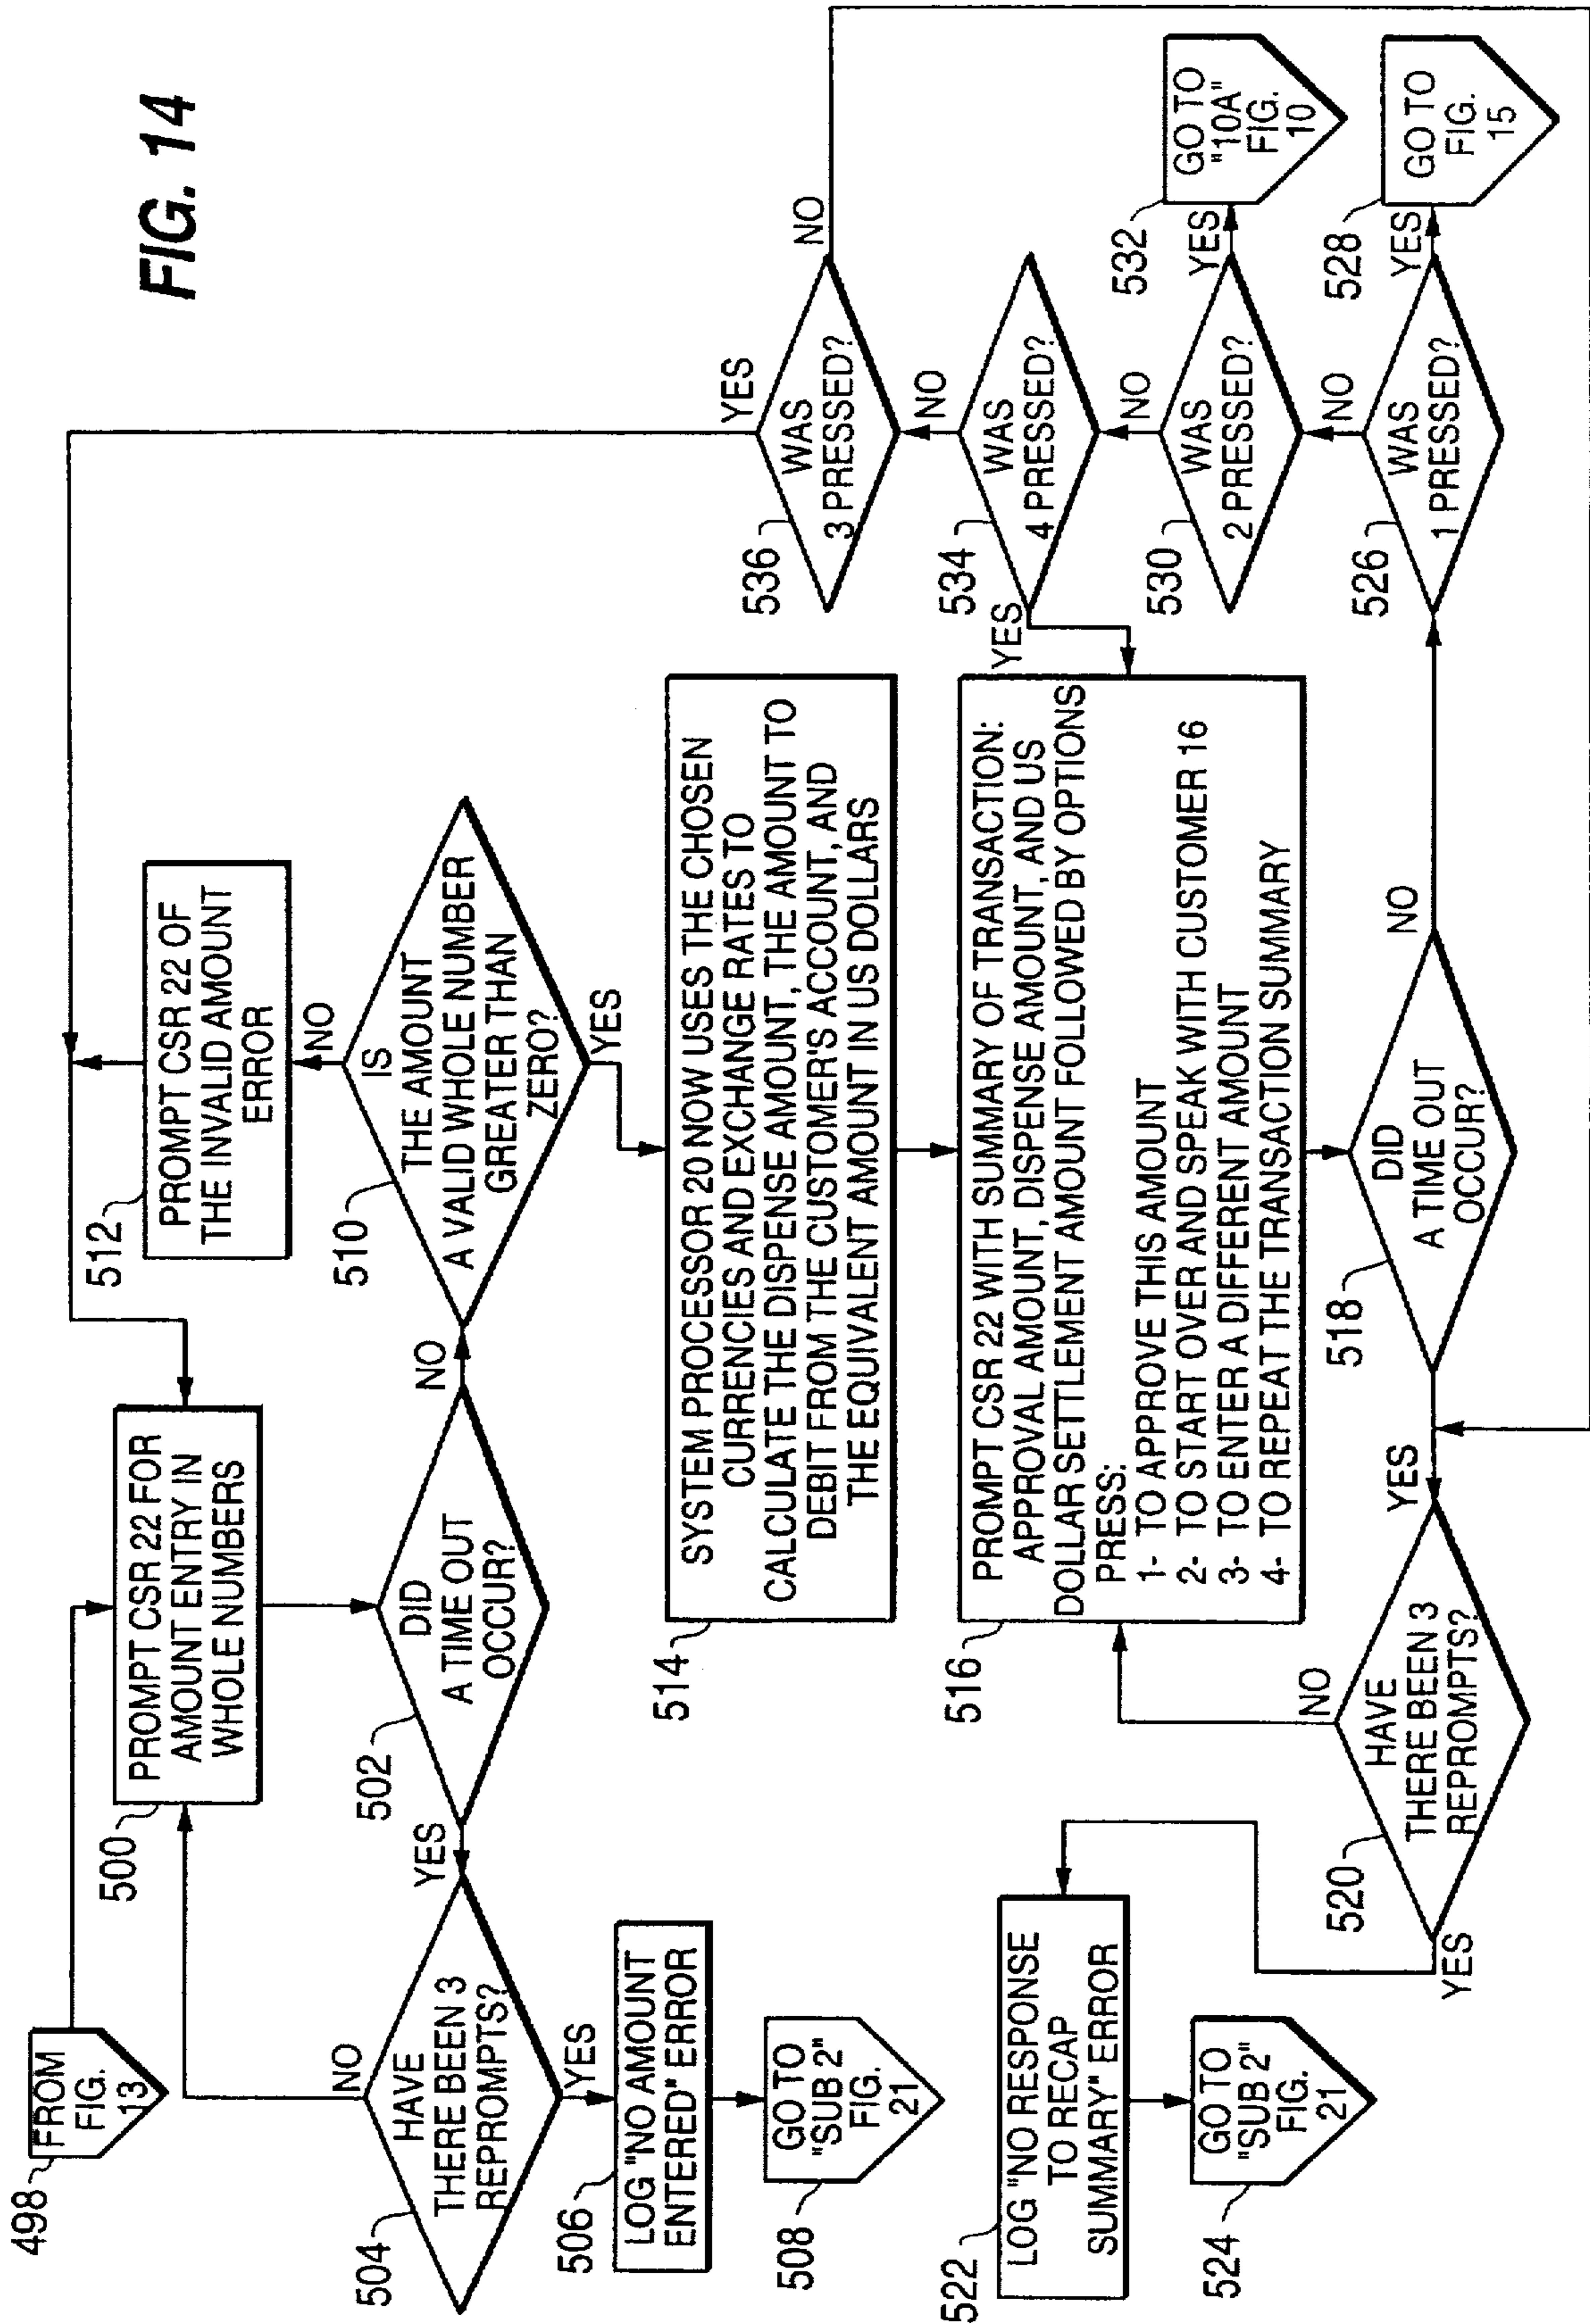 FIG. 14
498
FROM
FIG.
13
500
PROMPT CSR 22 FOR
AMOUNT ENTRY IN
WHOLE NUMBERS
502
DID
A TIME OUT
OCCUR?
YES
NO
504
HAVE
THERE BEEN 3
REPROMPTS?
NO
YES
506
LOG "NO AMOUNT
ENTERED" ERROR
508
GO TO
"SUB 2"
FIG.
21
510
IS
THE AMOUNT
A VALID WHOLE NUMBER
GREATER THAN
ZERO?
NO
YES
512
PROMPT CSR 22 OF
THE INVALID AMOUNT
ERROR
514
SYSTEM PROCESSOR 20 NOW USES THE CHOSEN
CURRENCIES AND EXCHANGE RATES TO
CALCULATE THE DISPENSE AMOUNT, THE AMOUNT TO
DEBIT FROM THE CUSTOMER'S ACCOUNT, AND
THE EQUIVALENT AMOUNT IN US DOLLARS
516
PROMPT CSR 22 WITH SUMMARY OF TRANSACTION:
APPROVAL AMOUNT, DISPENSE AMOUNT, AND US
DOLLAR SETTLEMENT AMOUNT FOLLOWED BY OPTIONS
PRESS:
1- TO APPROVE THIS AMOUNT
2- TO START OVER AND SPEAK WITH CUSTOMER 16
3- TO ENTER A DIFFERENT AMOUNT
4- TO REPEAT THE TRANSACTION SUMMARY
518
DID
A TIME OUT
OCCUR?
YES
NO
520
HAVE
THERE BEEN 3
REPROMPTS?
NO
YES
522
LOG "NO RESPONSE
TO RECAP
SUMMARY" ERROR
524
GO TO
"SUB 2"
FIG.
21
526
WAS
1 PRESSED?
YES
NO
528
GO TO
FIG.
15
530
WAS
2 PRESSED?
YES
NO
532
GO TO
"10A"
FIG.
10
534
WAS
4 PRESSED?
YES
NO
536
WAS
3 PRESSED?
YES
NO